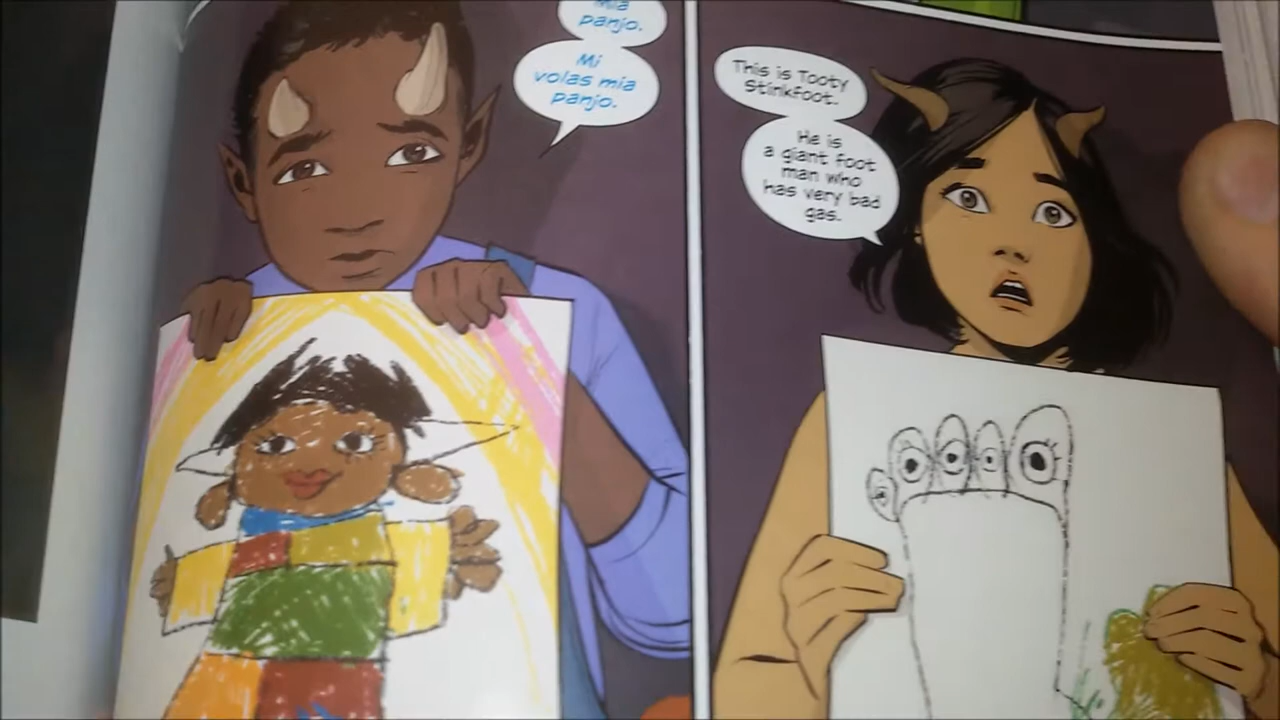 Mia
panjo.
Mi
volas mia
panjo.
This is Tooty
Stinkfoot.
He is
a giant foot
man who
has very bad
gas.